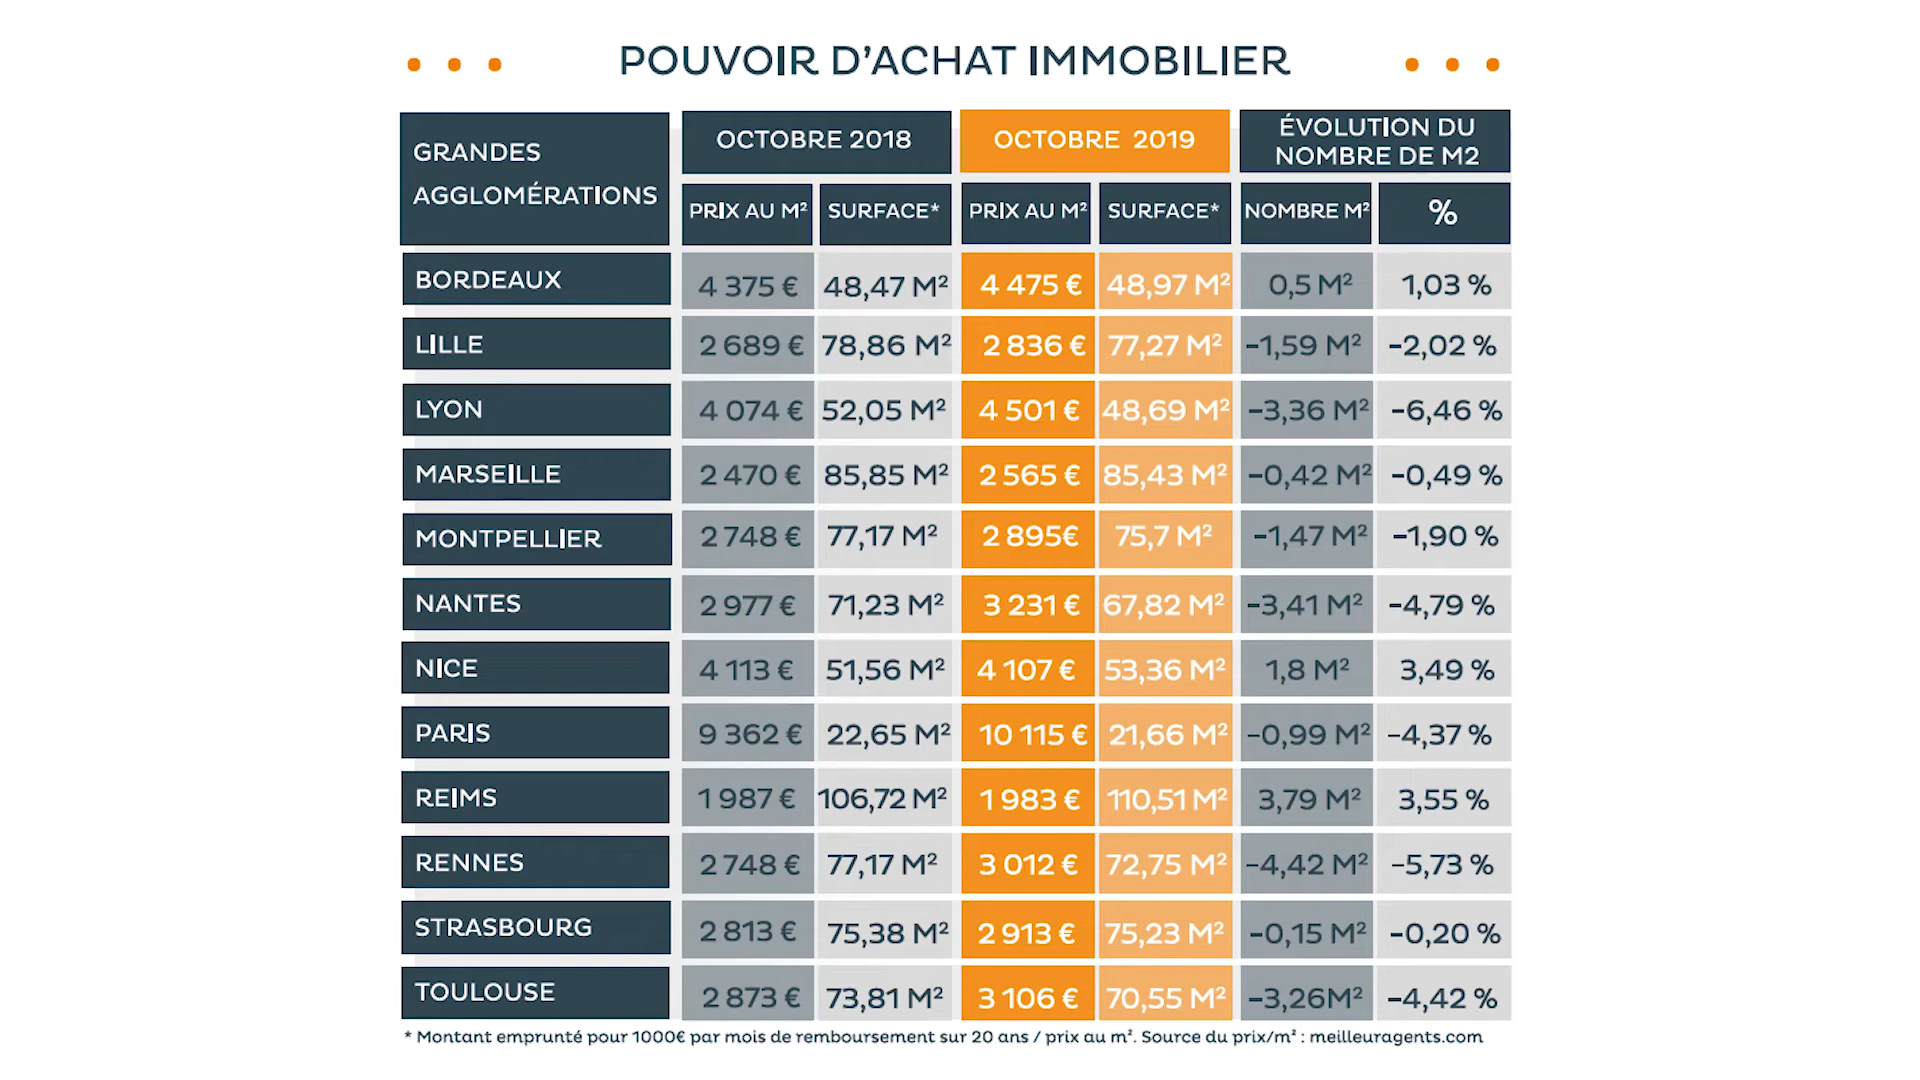 POUVOIR D'ACHAT IMMOBILIER
GRANDES
AGGLOMÉRATIONS
OCTOBRE 2018
OCTOBRE 2019
ÉVOLUTION DU
NOMBRE DE M2
PRIX AU M² SURFACE* PRIX AU M² SURFACE* NOMBRE M² %
BORDEAUX 4 375 € 48,47 M² 4 475 € 48,97 M² 0,5 M² 1,03 %
LILLE 2 689 € 78,86 M² 2 836 € 77,27 M² -1,59 M² -2,02 %
LYON 4 074 € 52,05 M² 4 501 € 48,69 M² -3,36 M² -6,46 %
MARSEILLE 2 470 € 85,85 M² 2 565 € 85,43 M² -0,42 M² -0,49 %
MONTPELLIER 2 748 € 77,17 M² 2 895€ 75,7 M² -1,47 M² -1,90 %
NANTES 2 977 € 71,23 M² 3 231 € 67,82 M² -3,41 M² -4,79 %
NICE 4 113 € 51,56 M² 4 107 € 53,36 M² 1,8 M² 3,49 %
PARIS 9 362 € 22,65 M² 10 115 € 21,66 M² -0,99 M² -4,37 %
REIMS 1 987 € 106,72 M² 1 983 € 110,51 M² 3,79 M² 3,55 %
RENNES 2 748 € 77,17 M² 3 012 € 72,75 M² -4,42 M² -5,73 %
STRASBOURG 2 813 € 75,38 M² 2 913 € 75,23 M² -0,15 M² -0,20 %
TOULOUSE 2 873 € 73,81 M² 3 106 € 70,55 M² -3,26M² -4,42 %
* Montant emprunté pour 1000€ par mois de remboursement sur 20 ans / prix au m². Source du prix/m² : meilleuragents.com